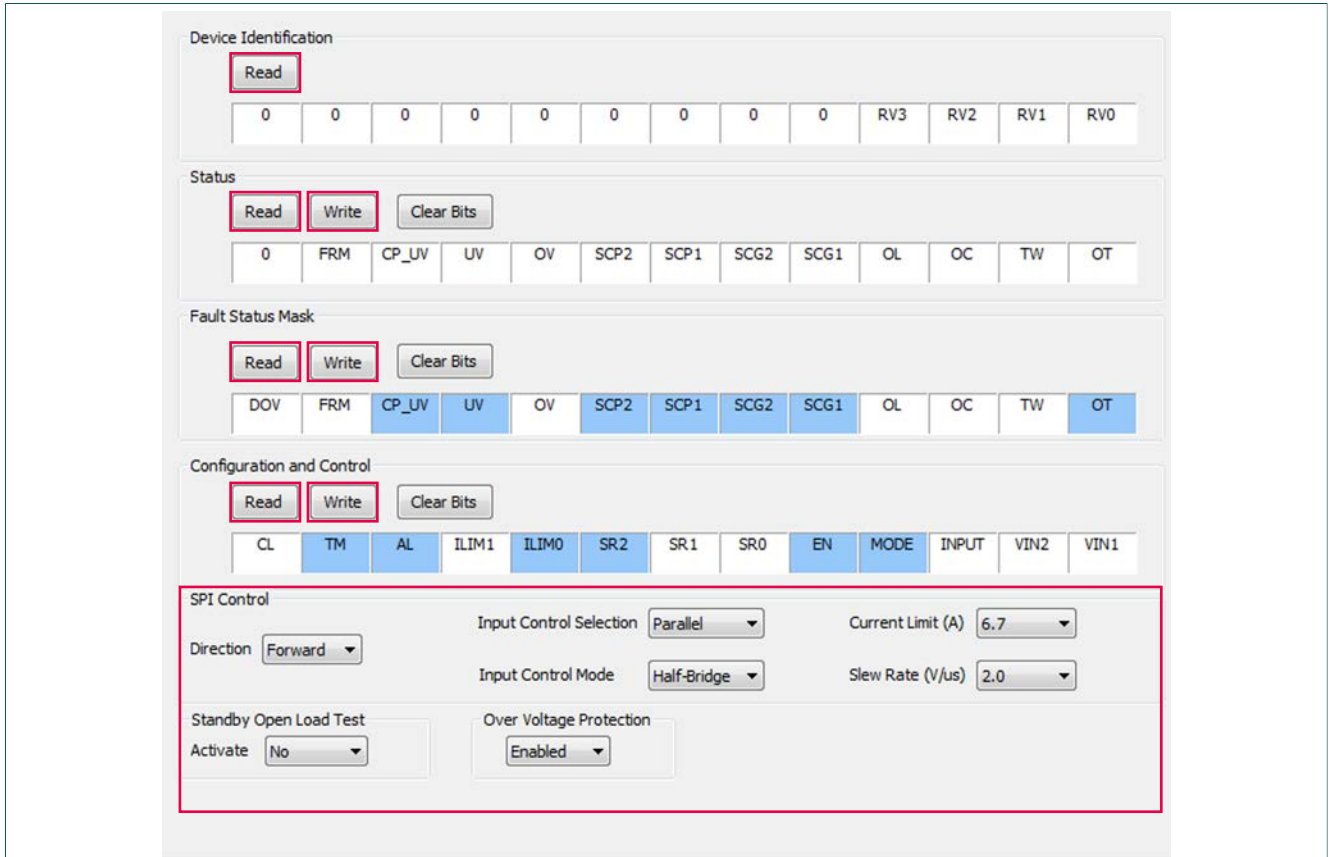 Device Identification
Read
0 0 0 0 0 0 0 0 0 RV3 RV2 RV1 RV0
Status
Read Write Clear Bits
0 FRM CP_UV UV OV SCP2 SCP1 SCG2 SCG1 OL OC TW OT
Fault Status Mask
Read Write Clear Bits
DOV FRM CP_UV UV OV SCP2 SCP1 SCG2 SCG1 OL OC TW OT
Configuration and Control
Read Write Clear Bits
CL TM AL ILIM1 ILIM0 SR2 SR1 SR0 EN MODE INPUT VIN2 VIN1
SPI Control
Input Control Selection Parallel Current Limit (A) 6.7
Direction Forward
Input Control Mode Half-Bridge Slew Rate (V/us) 2.0
Standby Open Load Test Over Voltage Protection
Activate No Enabled